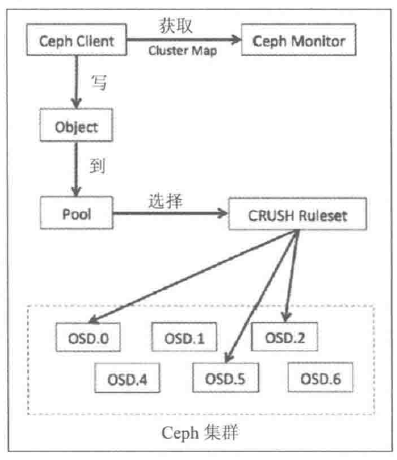 获取
Ceph Client
Cluster Map
Ceph Monitor
写
Object
到
Pool
选择
CRUSH Ruleset
OSD.0
OSD.1
OSD.2
OSD.4
OSD.5
OSD.6
Ceph 集群